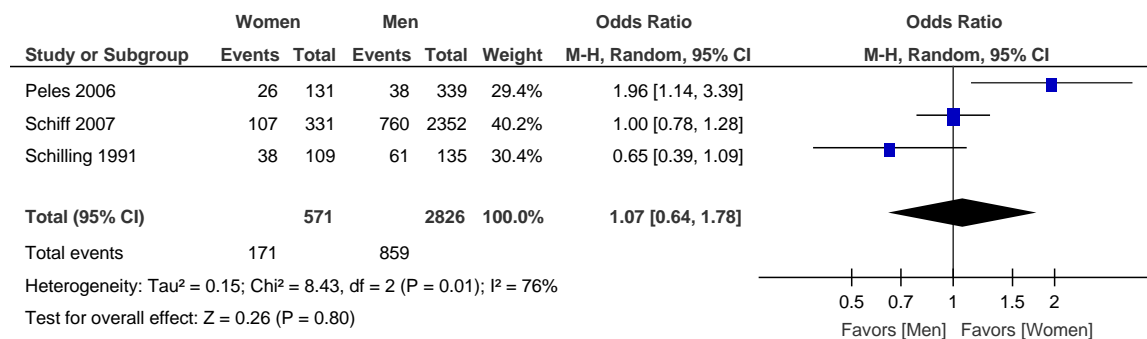 Women Men Odds Ratio Odds Ratio
Study or Subgroup Events Total Events Total Weight M-H, Random, 95% CI M-H, Random, 95% CI
Peles 2006 26 131 38 339 29.4% 1.96 [1.14, 3.39]
Schiff 2007 107 331 760 2352 40.2% 1.00 [0.78, 1.28]
Schilling 1991 38 109 61 135 30.4% 0.65 [0.39, 1.09]
Total (95% CI) 571 2826 100.0% 1.07 [0.64, 1.78]
Total events 171 859
Heterogeneity: Tau² = 0.15; Chi² = 8.43, df = 2 (P = 0.01); I² = 76%
Test for overall effect: Z = 0.26 (P = 0.80)
0.5 0.7 1 1.5 2
Favors [Men] Favors [Women]